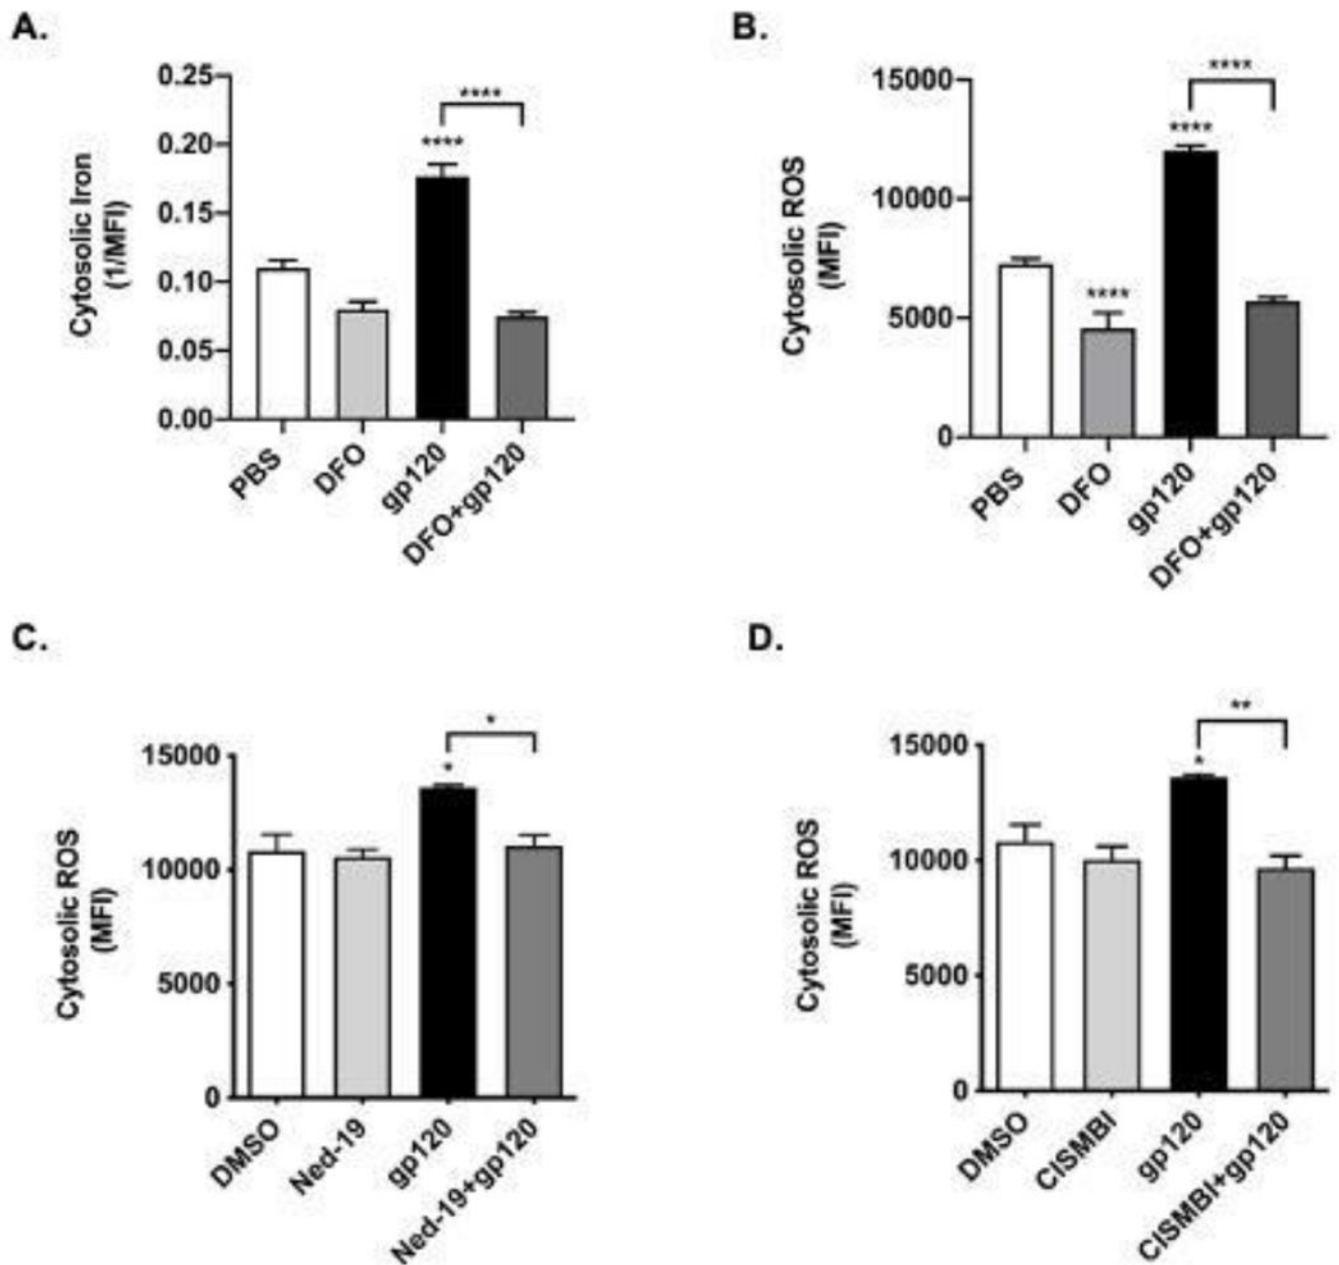 A.
Cytosolic Iron
(1/MFI)
0.25
0.20
0.15
0.10
0.05
0.00
****
****
PBS
DFO
gp120
DFO+gp120
B.
Cytosolic ROS
(MFI)
15000
10000
5000
0
****
****
****
PBS
DFO
gp120
DFO+gp120
C.
Cytosolic ROS
(MFI)
15000
10000
5000
0
*
*
DMSO
Ned-19
gp120
Ned-19+gp120
D.
Cytosolic ROS
(MFI)
15000
10000
5000
0
**
*
DMSO
CISMBI
gp120
CISMBI+gp120